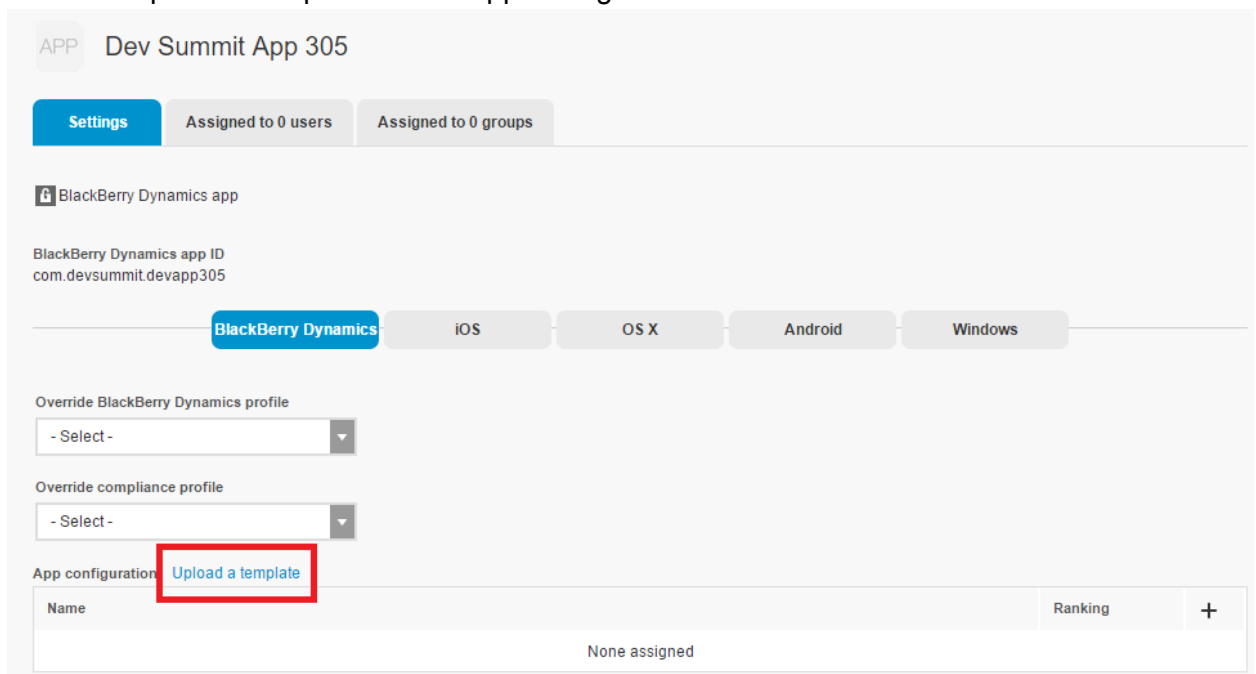 APP Dev Summit App 305
Settings Assigned to 0 users Assigned to 0 groups
BlackBerry Dynamics app
BlackBerry Dynamics app ID
com.devsummit.devapp305
BlackBerry Dynamics iOS OS X Android Windows
Override BlackBerry Dynamics profile
- Select -
Override compliance profile
- Select -
App configuration Upload a template
Name Ranking +
None assigned